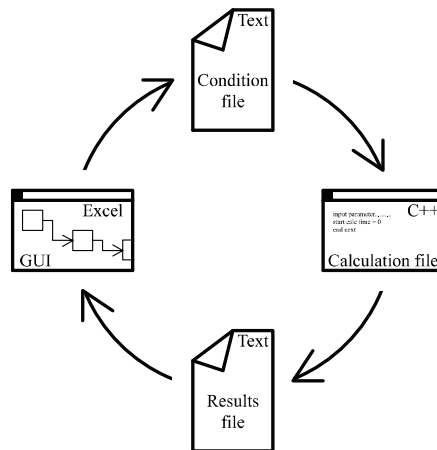 Text
Condition
file
Excel
GUI
C++
input parameter........
start calc time = 0
end next
Calculation file
Text
Results
file